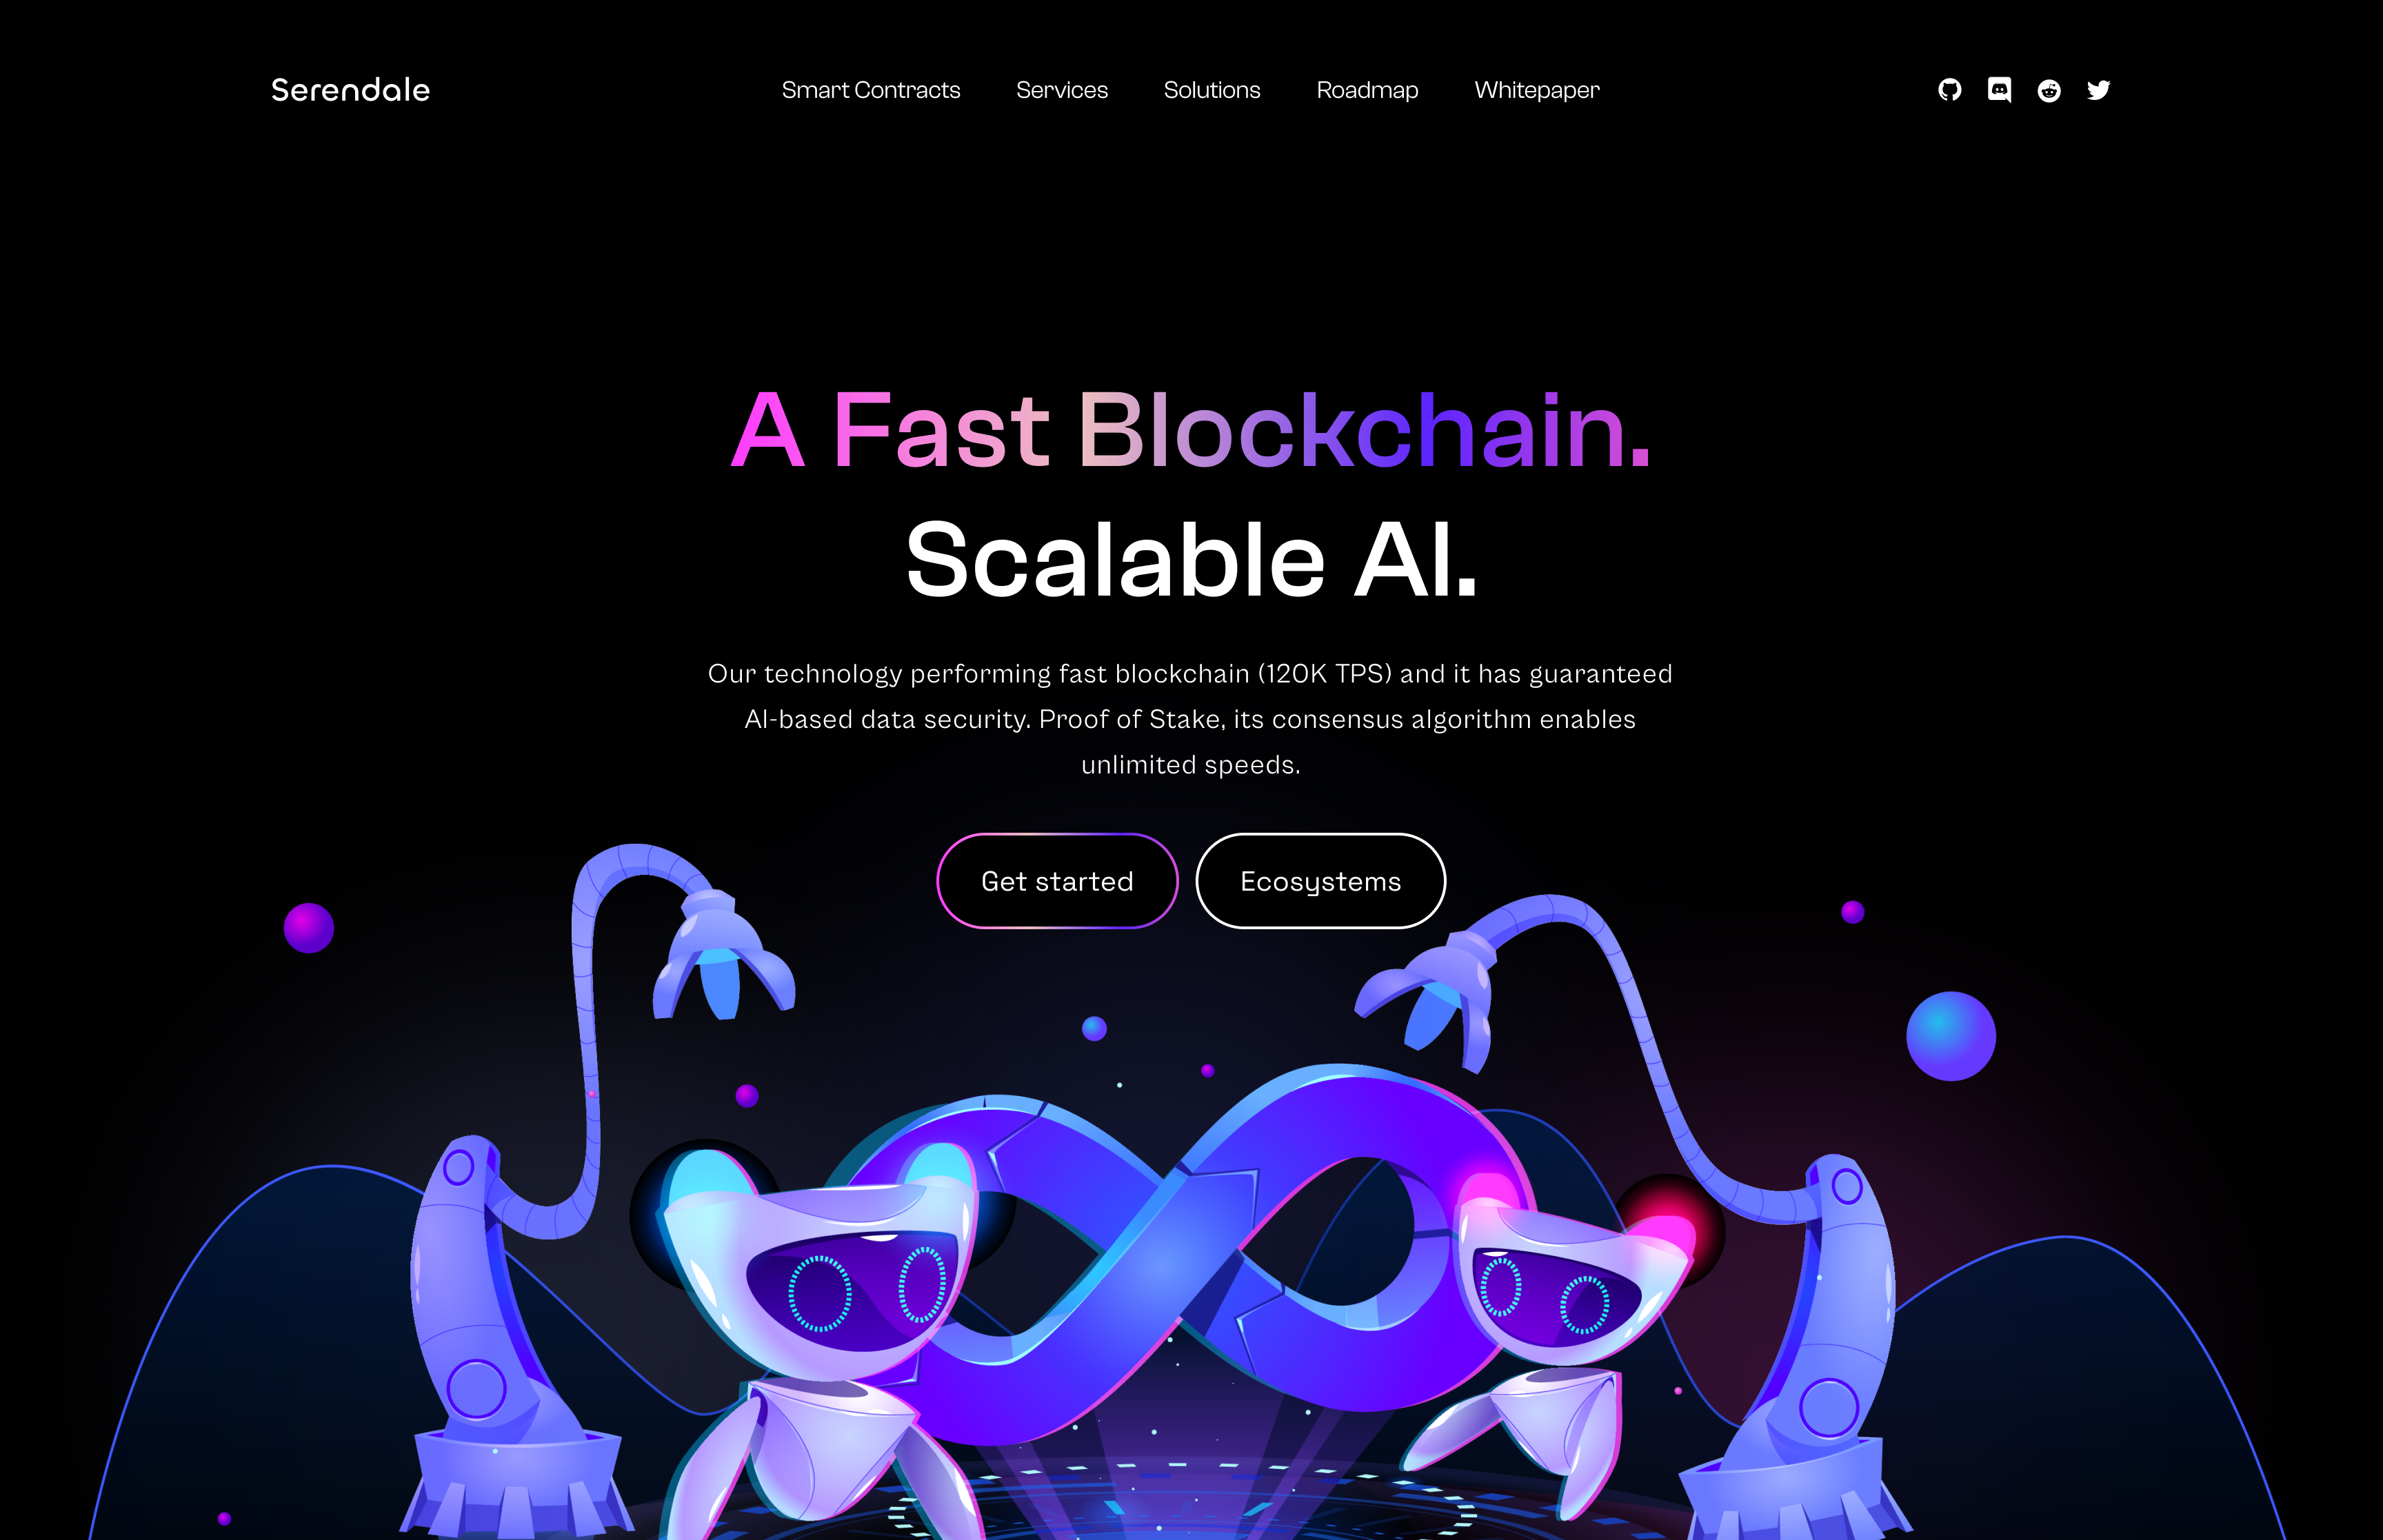 Serendale
Smart Contracts Services Solutions Roadmap Whitepaper
A Fast Blockchain.
Scalable AI.
Our technology performing fast blockchain (120K TPS) and it has guaranteed
AI-based data security. Proof of Stake, its consensus algorithm enables
unlimited speeds.
Get started Ecosystems